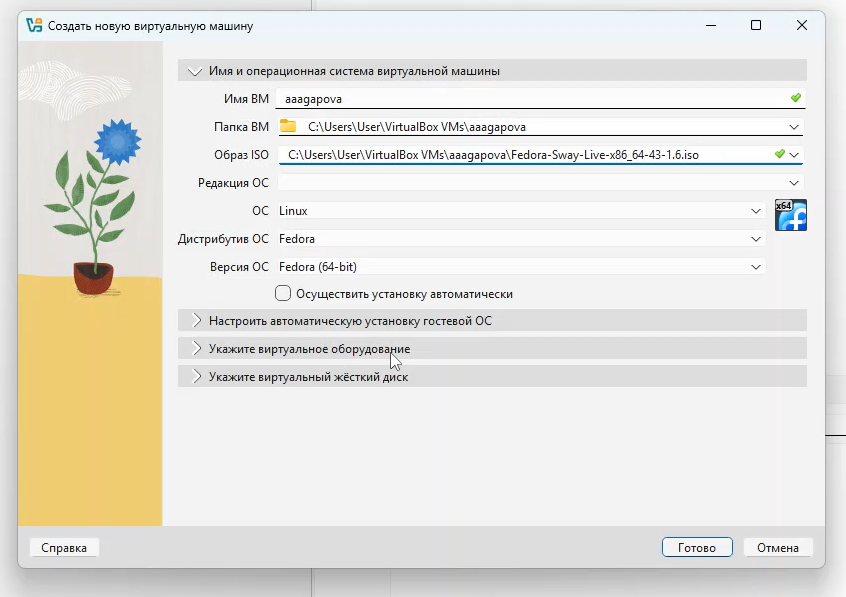 Создать новую виртуальную машину
Имя и операционная система виртуальной машины
Имя ВМ aaagapova
Папка ВМ C:\Users\User\VirtualBox VMs\aaagapova
Образ ISO C:\Users\User\VirtualBox VMs\aaagapova\Fedora-Sway-Live-x86_64-43-1.6.iso
Редакция ОС
ОС Linux
x64
Дистрибутив ОС Fedora
Версия ОС Fedora (64-bit)
Осуществить установку автоматически
Настроить автоматическую установку гостевой ОС
Укажите виртуальное оборудование
Укажите виртуальный жёсткий диск
Справка Готово Отмена